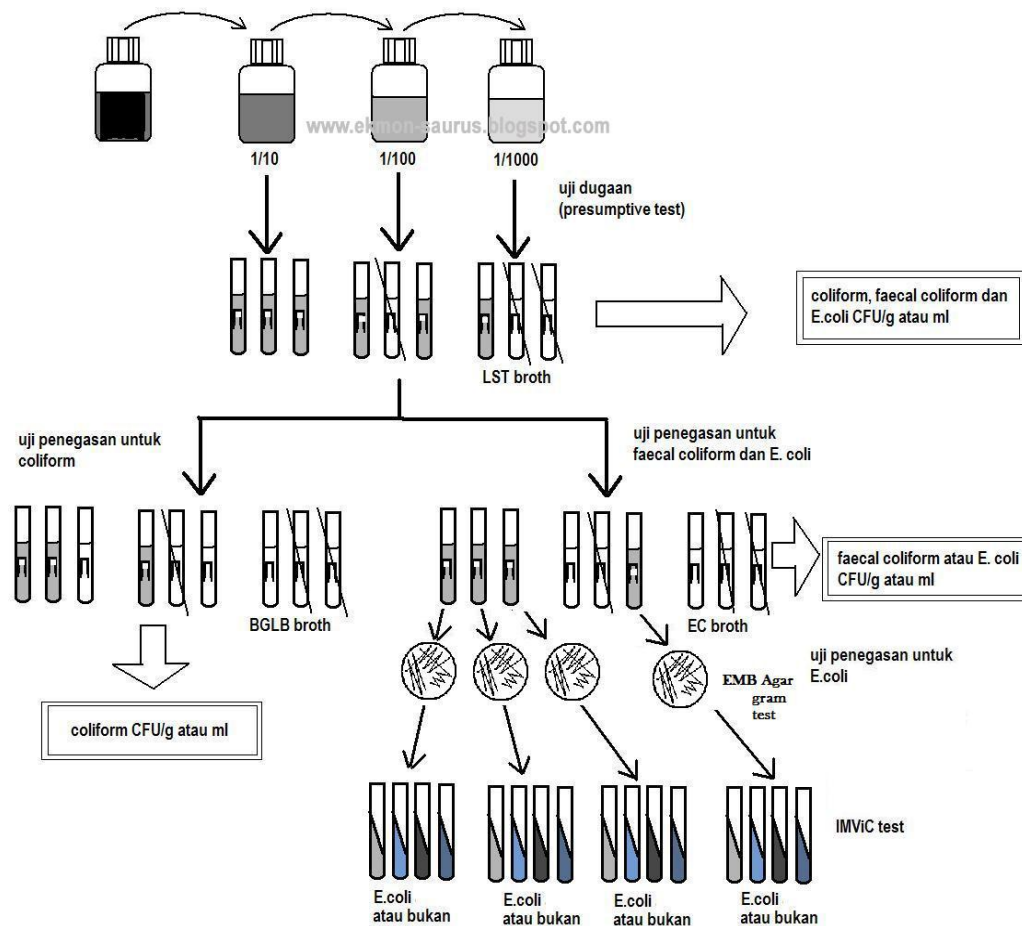 www.ekmon-saurus.blogspot.com
1/10
1/100
1/1000
uji dugaan
(presumptive test)
coliform, faecal coliform dan
E.coli CFU/g atau ml
LST broth
uji penegasan untuk
coliform
uji penegasan untuk
faecal coliform dan E. coli
BGLB broth
EC broth
faecal coliform atau E. coli
CFU/g atau ml
coliform CFU/g atau ml
uji penegasan untuk
E.coli
EMB Agar
gram
test
IMViC test
E.coli
atau bukan
E.coli
atau bukan
E.coli
atau bukan
E.coli
atau bukan